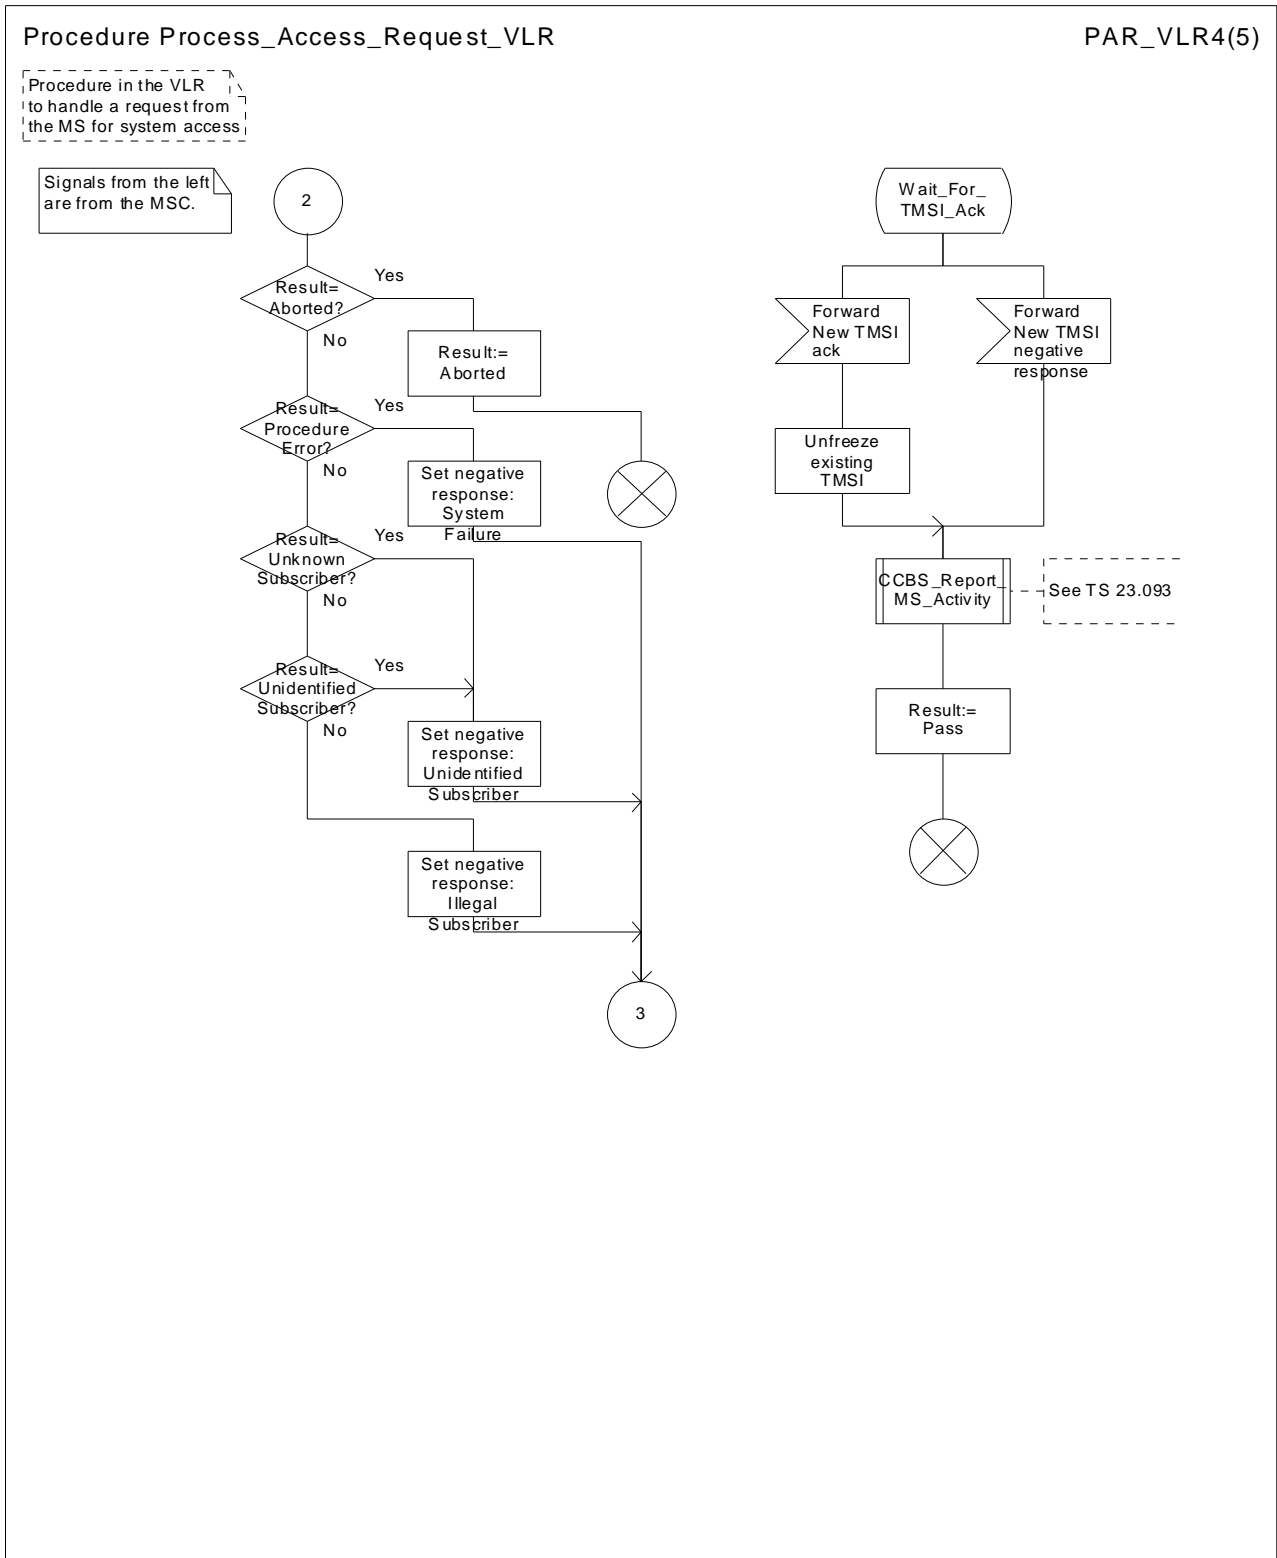 Procedure Process_Access_Request_VLR
PAR_VLR4(5)
Procedure in the VLR
to handle a request from
the MS for system access
Signals from the left
are from the MSC.
2
Result=
Aborted?
Yes
No
Result:=
Aborted
Result=
Procedure
Error?
Yes
No
Set negative
response:
System
Failure
Result=
Unknown
Subscriber?
Yes
No
Result=
Unidentified
Subscriber?
Yes
No
Set negative
response:
Unidentified
Subscriber
Set negative
response:
Illegal
Subscriber
3
Wait_For_
TMSI_Ack
Forward
New TMSI
ack
Forward
New TMSI
negative
response
Unfreeze
existing
TMSI
CCBS_Report_
MS_Activity
See TS 23.093
Result:=
Pass